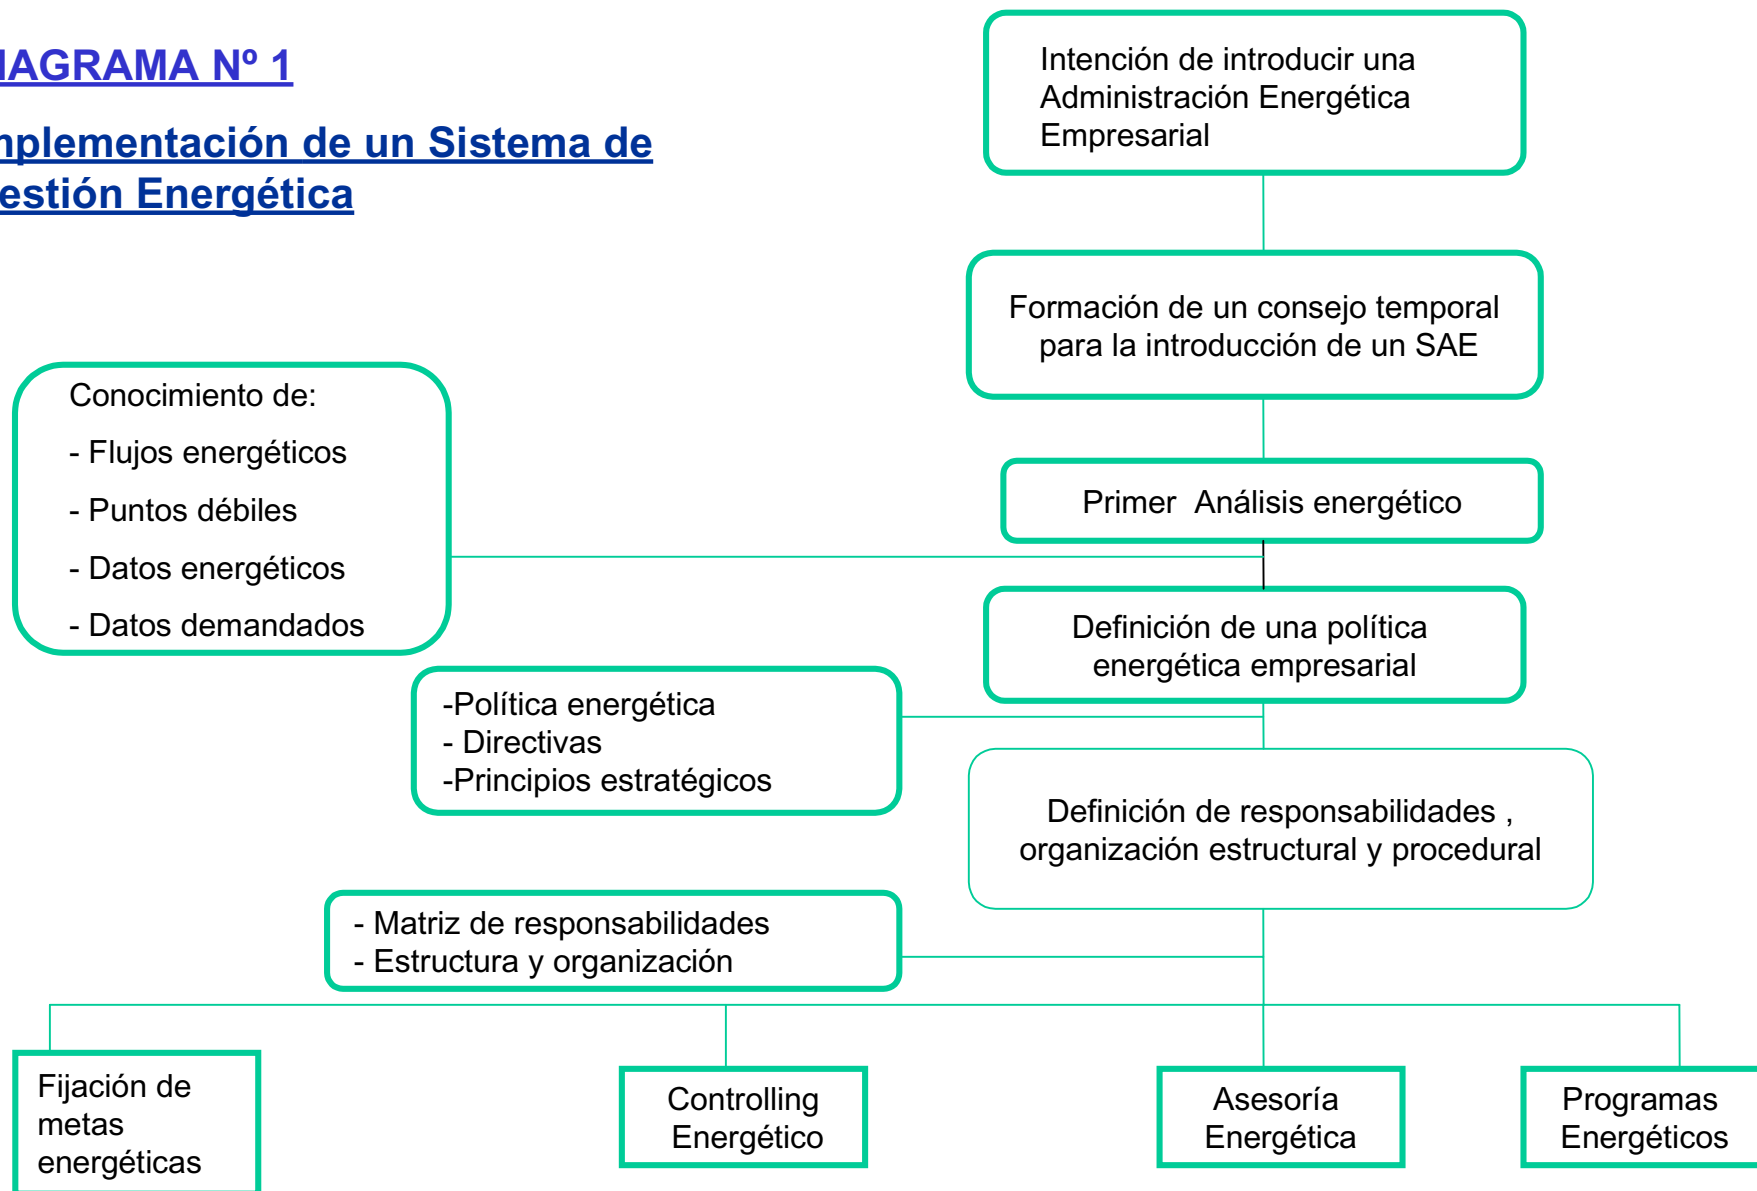 IAGRAMA Nº 1
mplementación de un Sistema de
estión Energética
Intención de introducir una
Administración Energética
Empresarial
Formación de un consejo temporal
para la introducción de un SAE
Conocimiento de:
- Flujos energéticos
- Puntos débiles
- Datos energéticos
- Datos demandados
Primer  Análisis energético
Definición de una política
energética empresarial
-Política energética
- Directivas
-Principios estratégicos
Definición de responsabilidades ,
organización estructural y procedural
- Matriz de responsabilidades
- Estructura y organización
Fijación de
metas
energéticas
Controlling
Energético
Asesoría
Energética
Programas
Energéticos